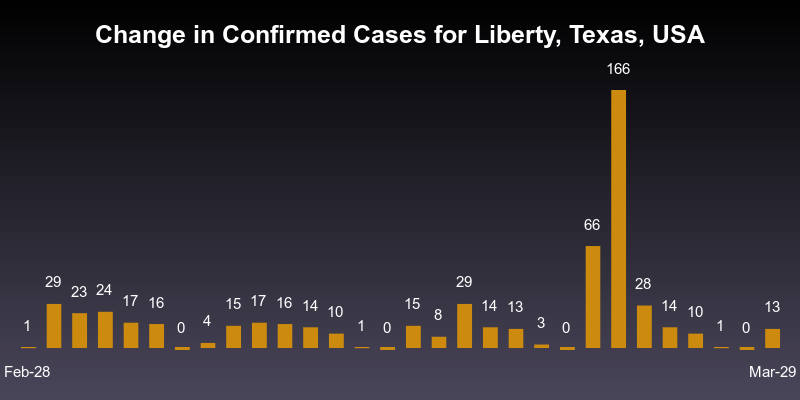 Change in Confirmed Cases for Liberty, Texas, USA
1 29 23 24 17 16 0 4 15 17 16 14 10 1 0 15 8 29 14 13 3 0 66 166 28 14 10 1 0 13
Feb-28 Mar-29